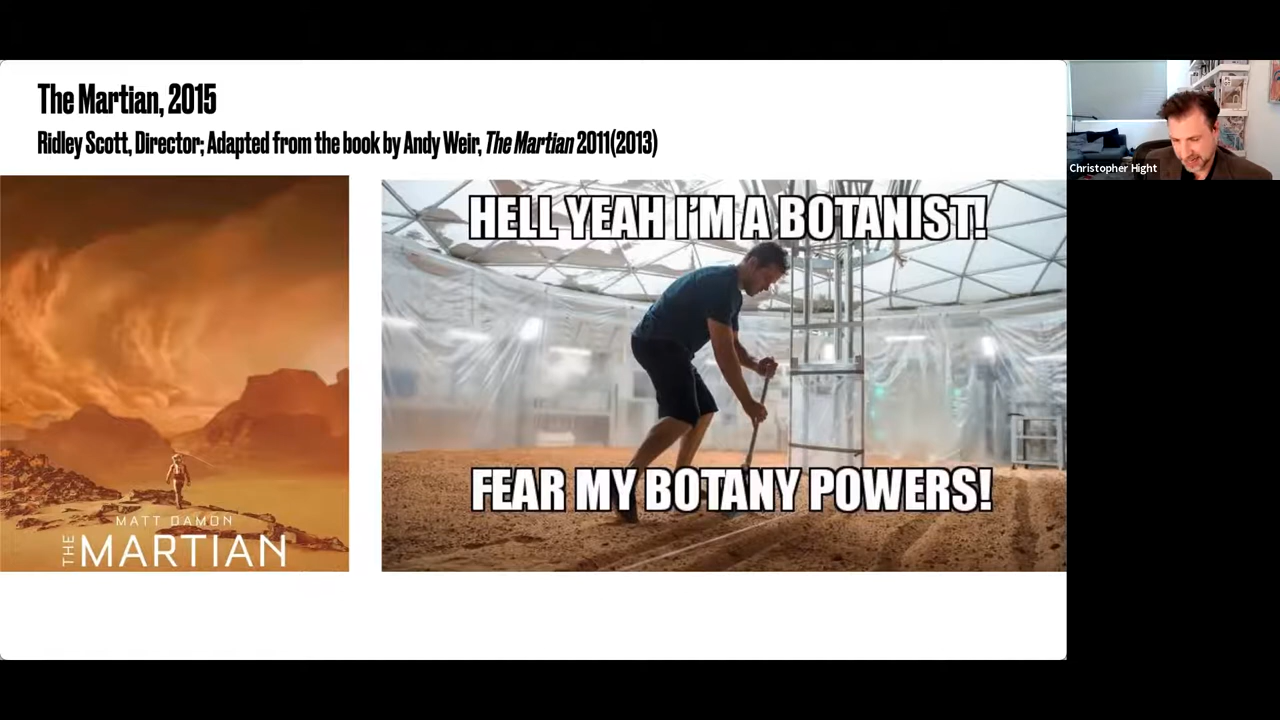 The Martian, 2015
Ridley Scott, Director; Adapted from the book by Andy Weir, The Martian 2011(2013)
MATT DAMON
THE MARTIAN
HELL YEAH I'M A BOTANIST!
FEAR MY BOTANY POWERS!
Christopher Hight